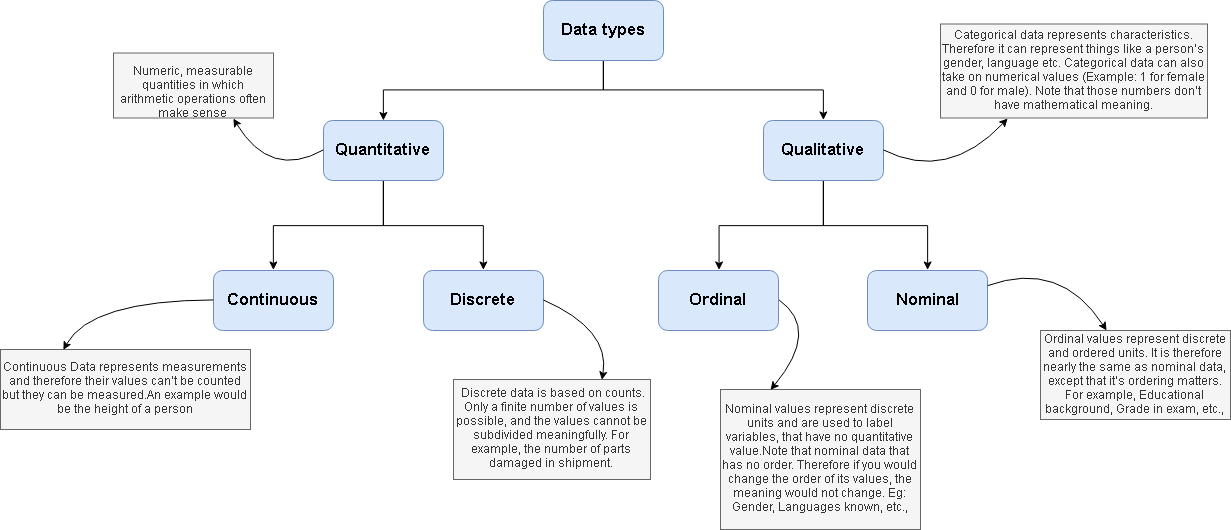 Data types
Categorical data represents characteristics.
Therefore it can represent things like a person's
gender, language etc. Categorical data can also
take on numerical values (Example: 1 for female
and 0 for male). Note that those numbers don't
have mathematical meaning.
Numeric, measurable
quantities in which
arithmetic operations often
make sense
Quantitative
Qualitative
Continuous
Discrete
Ordinal
Nominal
Continuous Data represents measurements
and therefore their values can't be counted
but they can be measured.An example would
be the height of a person
Discrete data is based on counts.
Only a finite number of values is
possible, and the values cannot be
subdivided meaningfully. For
example, the number of parts
damaged in shipment.
Nominal values represent discrete
units and are used to label
variables, that have no quantitative
value.Note that nominal data that
has no order. Therefore if you would
change the order of its values, the
meaning would not change. Eg:
Gender, Languages known, etc.,
Ordinal values represent discrete
and ordered units. It is therefore
nearly the same as nominal data,
except that it's ordering matters.
For example, Educational
background, Grade in exam, etc.,